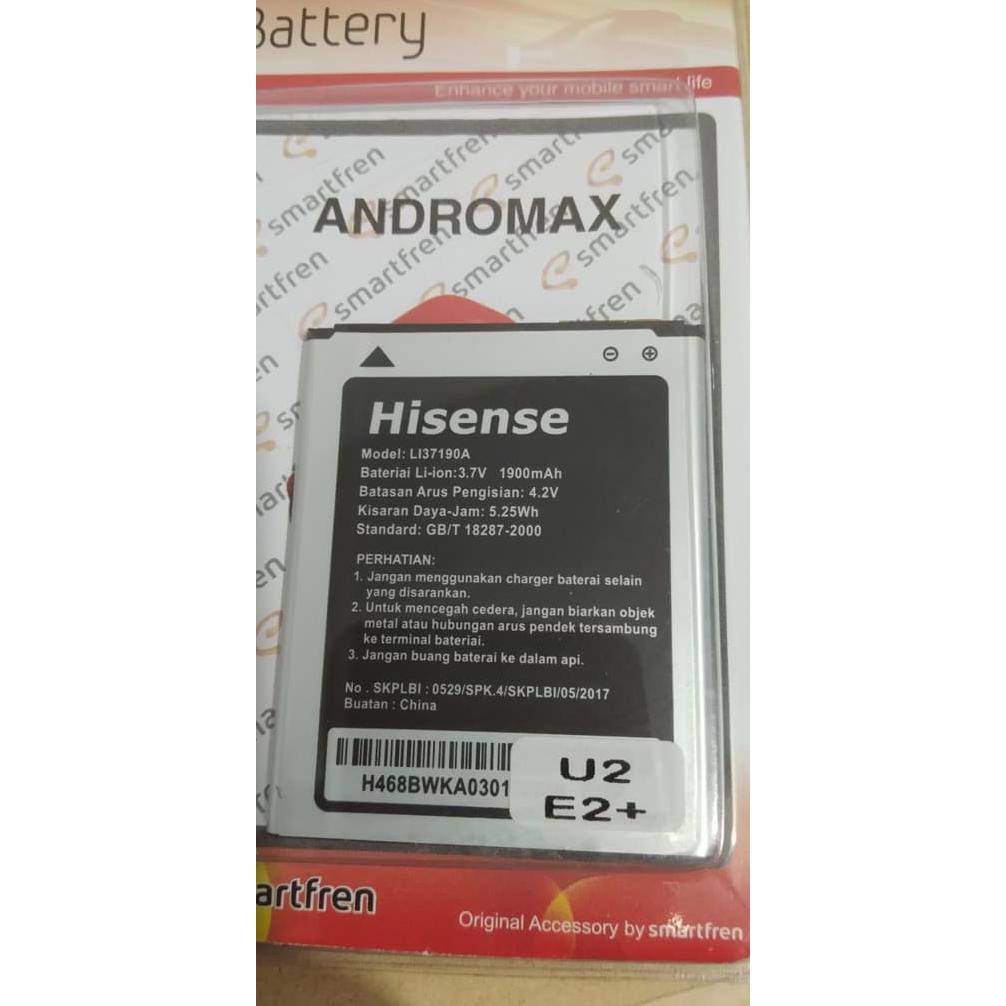 Battery
Enhance your mobile smart life
ANDROMAX
smartfren
smartfren
smartfren
smartfren
smartfren
Hisense
Model: LI37190A
Bateriai Li-ion:3.7V 1900mAh
Batasan Arus Pengisian: 4.2V
Kisaran Daya-Jam: 5.25Wh
Standard: GB/T 18287-2000
PERHATIAN:
1. Jangan menggunakan charger baterai selain
yang disarankan.
2. Untuk mencegah cedera, jangan biarkan objek
metal atau hubungan arus pendek tersambung
ke terminal bateriai.
3. Jangan buang baterai ke dalam api.
No . SKPLBI : 0529/SPK.4/SKPLBI/05/2017
Buatan : China
H468BWKA0301
U2
E2+
artfren
Original Accessory by smartfren